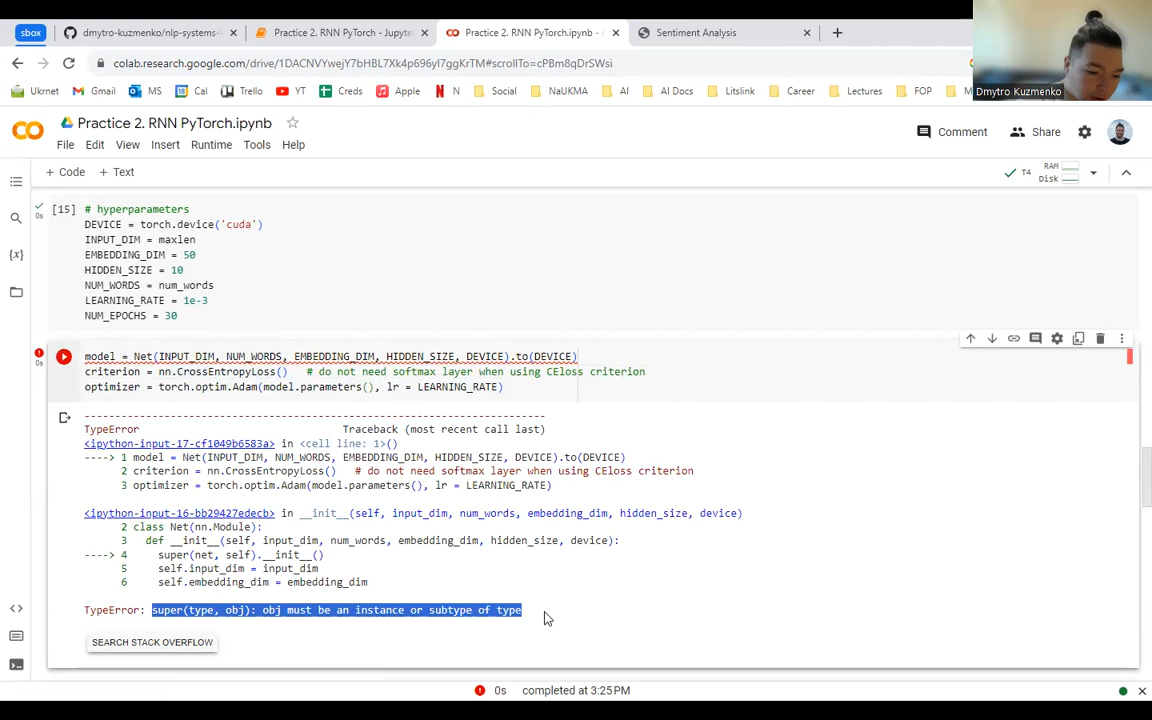 sbox
dmytro-kuzmenko/nlp-systems-
Practice 2. RNN PyTorch - Jupyte
Practice 2. RNN PyTorch.ipynb -
Sentiment Analysis
colab.research.google.com/drive/1DACNVYwejY7bHBL7Xk4p696yI7ggKrTM#scrollTo=cPBm8qDrSWsi
Ukrnet
Gmail
MS
Cal
Trello
YT
Creds
Apple
N
Social
NaUKMA
AI
AI Docs
Litslink
Career
Lectures
FOP
Dmytro Kuzmenko
Practice 2. RNN PyTorch.ipynb
Comment
Share
File Edit View Insert Runtime Tools Help
+ Code + Text
T4
RAM
Disk
[15] # hyperparameters
0s
DEVICE = torch.device('cuda')
INPUT_DIM = maxlen
EMBEDDING_DIM = 50
HIDDEN_SIZE = 10
NUM_WORDS = num_words
LEARNING_RATE = 1e-3
NUM_EPOCHS = 30
model = Net(INPUT_DIM, NUM_WORDS, EMBEDDING_DIM, HIDDEN_SIZE, DEVICE).to(DEVICE)
0s
criterion = nn.CrossEntropyLoss() # do not need softmax layer when using CEloss criterion
optimizer = torch.optim.Adam(model.parameters(), lr = LEARNING_RATE)
---------------------------------------------------------------------------
TypeError Traceback (most recent call last)
<ipython-input-17-cf1049b6583a> in <cell line: 1>()
----> 1 model = Net(INPUT_DIM, NUM_WORDS, EMBEDDING_DIM, HIDDEN_SIZE, DEVICE).to(DEVICE)
2 criterion = nn.CrossEntropyLoss() # do not need softmax layer when using CEloss criterion
3 optimizer = torch.optim.Adam(model.parameters(), lr = LEARNING_RATE)
<ipython-input-16-bb29427edecb> in __init__(self, input_dim, num_words, embedding_dim, hidden_size, device)
2 class Net(nn.Module):
3 def __init__(self, input_dim, num_words, embedding_dim, hidden_size, device):
----> 4 super(net, self).__init__()
5 self.input_dim = input_dim
6 self.embedding_dim = embedding_dim
TypeError: super(type, obj): obj must be an instance or subtype of type
SEARCH STACK OVERFLOW
0s completed at 3:25PM